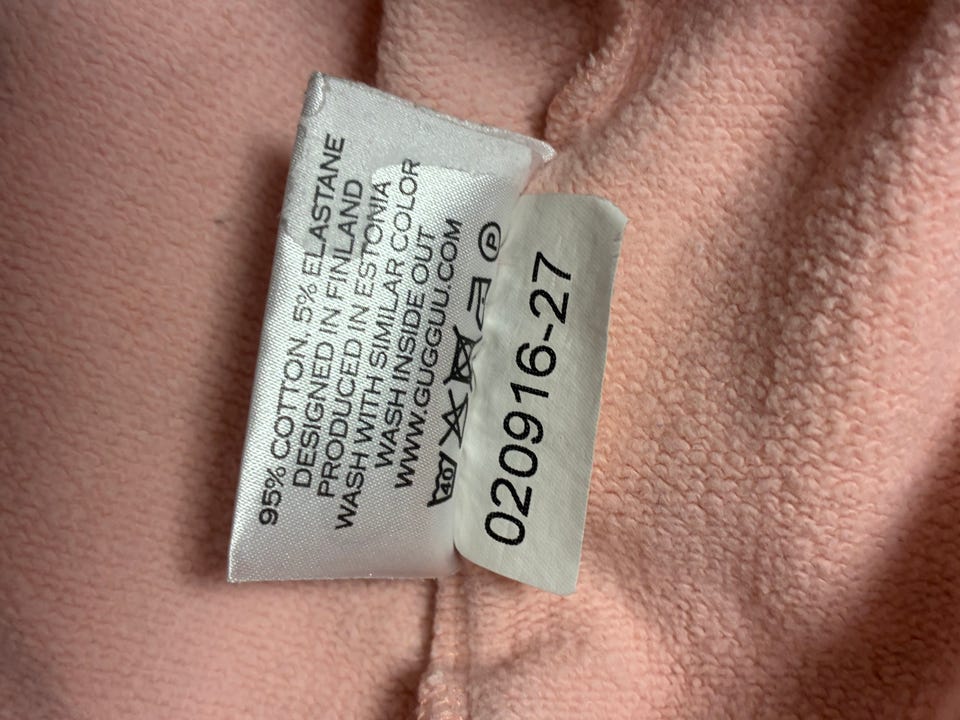 95% COTTON, 5% ELASTANE
DESIGNED IN FINLAND
PRODUCED IN ESTONIA
WASH WITH SIMILAR COLOR
WASH INSIDE OUT
WWW.GUGGUU.COM
40 P
020916-27